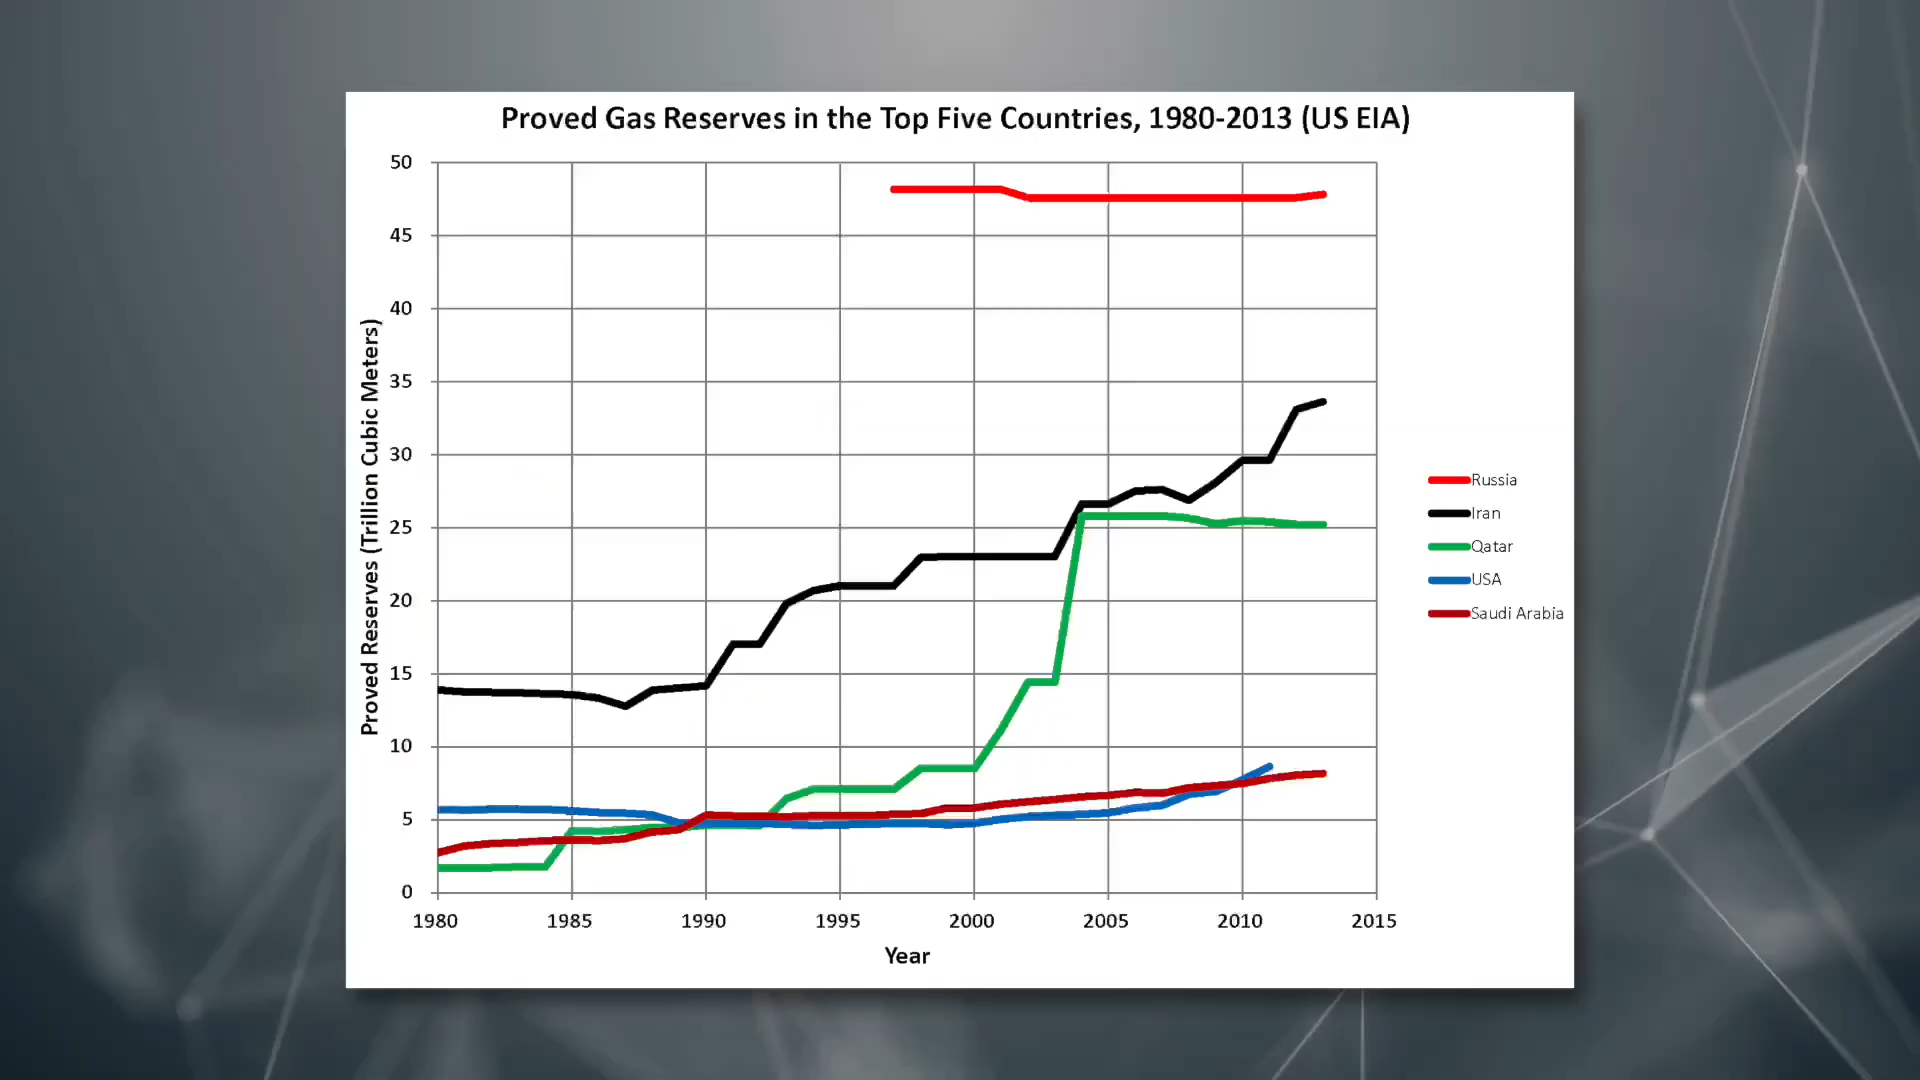 Proved Gas Reserves in the Top Five Countries, 1980-2013 (US EIA)
Proved Reserves (Trillion Cubic Meters)
50
45
40
35
30
25
20
15
10
5
0
1980 1985 1990 1995 2000 2005 2010 2015
Year
Russia
Iran
Qatar
USA
Saudi Arabia